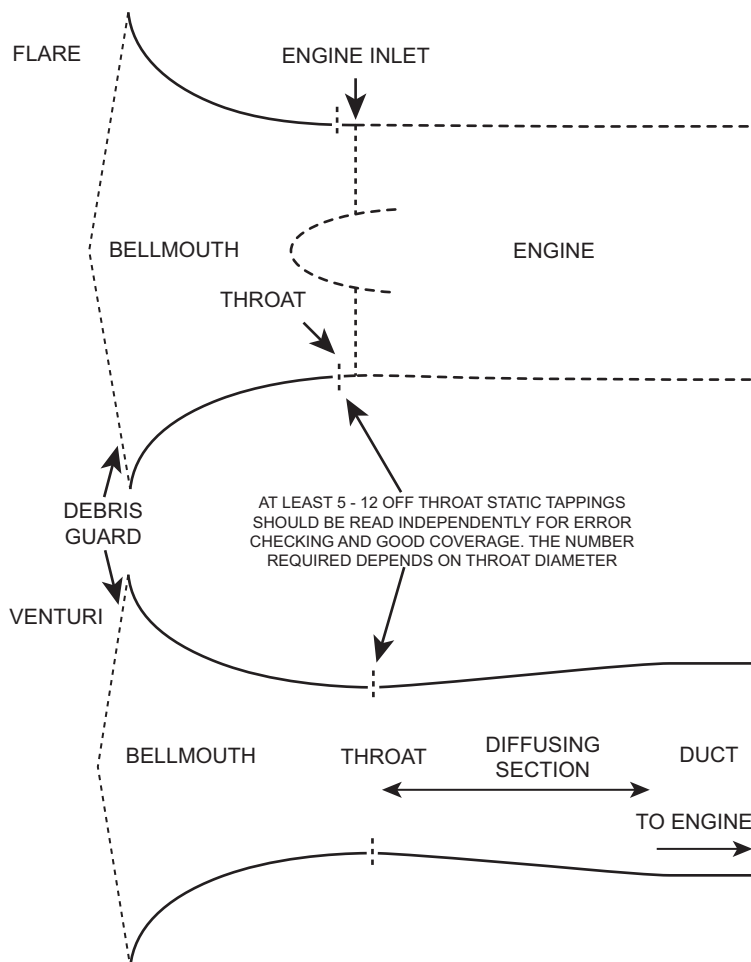 FLARE
ENGINE INLET
BELLMOUTH
ENGINE
THROAT
DEBRIS
GUARD
AT LEAST 5 - 12 OFF THROAT STATIC TAPPINGS
SHOULD BE READ INDEPENDENTLY FOR ERROR
CHECKING AND GOOD COVERAGE. THE NUMBER
REQUIRED DEPENDS ON THROAT DIAMETER
VENTURI
BELLMOUTH
THROAT
DIFFUSING
SECTION
DUCT
TO ENGINE